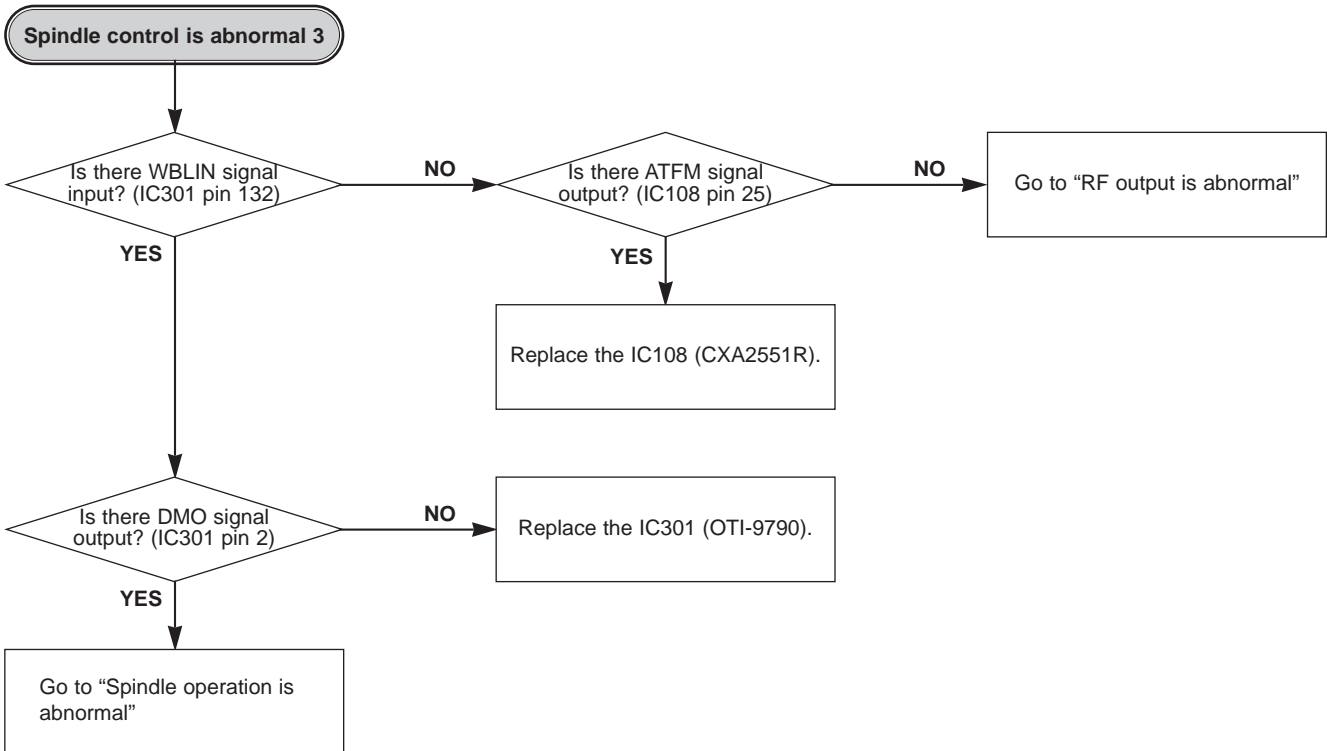 Spindle control is abnormal 3
Is there WBLIN signal
input? (IC301 pin 132)
NO
Is there ATFM signal
output? (IC108 pin 25)
NO
Go to “RF output is abnormal”
YES
YES
Replace the IC108 (CXA2551R).
Is there DMO signal
output? (IC301 pin 2)
NO
Replace the IC301 (OTI-9790).
YES
Go to “Spindle operation is
abnormal”